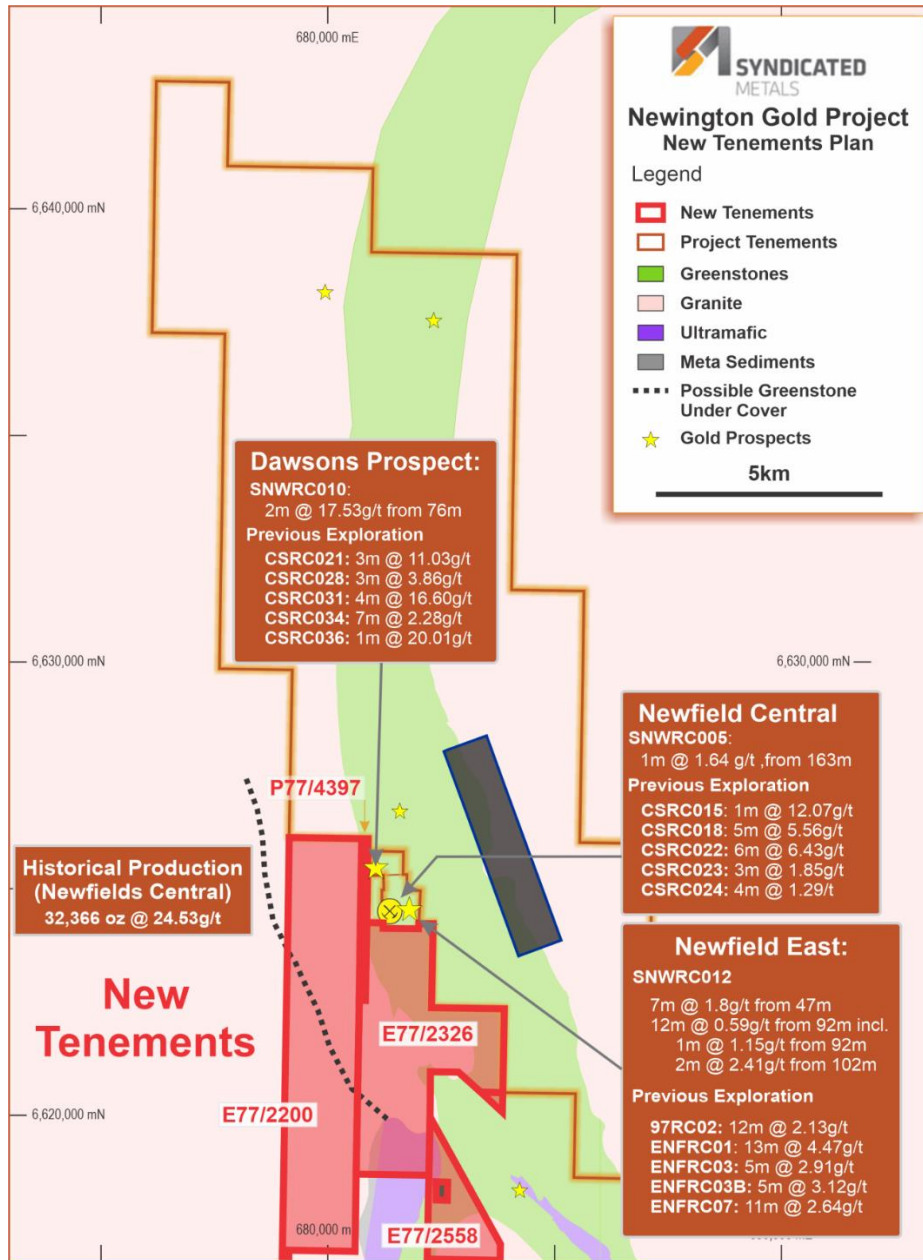 680,000 mE
SYNDICATED
METALS
Newington Gold Project
New Tenements Plan
Legend
New Tenements
Project Tenements
Greenstones
Granite
Ultramafic
Meta Sediments
Possible Greenstone
Under Cover
Gold Prospects
5km
6,640,000 mN
Dawsons Prospect:
SNWRC010:
2m @ 17.53g/t from 76m
Previous Exploration
CSRC021: 3m @ 11.03g/t
CSRC028: 3m @ 3.86g/t
CSRC031: 4m @ 16.60g/t
CSRC034: 7m @ 2.28g/t
CSRC036: 1m @ 20.01g/t
6,630,000 mN
6,630,000 mN
Newfield Central
SNWRC005:
1m @ 1.64 g/t ,from 163m
Previous Exploration
CSRC015: 1m @ 12.07g/t
CSRC018: 5m @ 5.56g/t
CSRC022: 6m @ 6.43g/t
CSRC023: 3m @ 1.85g/t
CSRC024: 4m @ 1.29/t
P77/4397
Historical Production
(Newfields Central)
32,366 oz @ 24.53g/t
Newfield East:
SNWRC012
7m @ 1.8g/t from 47m
12m @ 0.59g/t from 92m incl.
1m @ 1.15g/t from 92m
2m @ 2.41g/t from 102m
Previous Exploration
97RC02: 12m @ 2.13g/t
ENFRC01: 13m @ 4.47g/t
ENFRC03: 5m @ 2.91g/t
ENFRC03B: 5m @ 3.12g/t
ENFRC07: 11m @ 2.64g/t
New
Tenements
E77/2326
E77/2200
6,620,000 mN
680,000 m
E77/2558